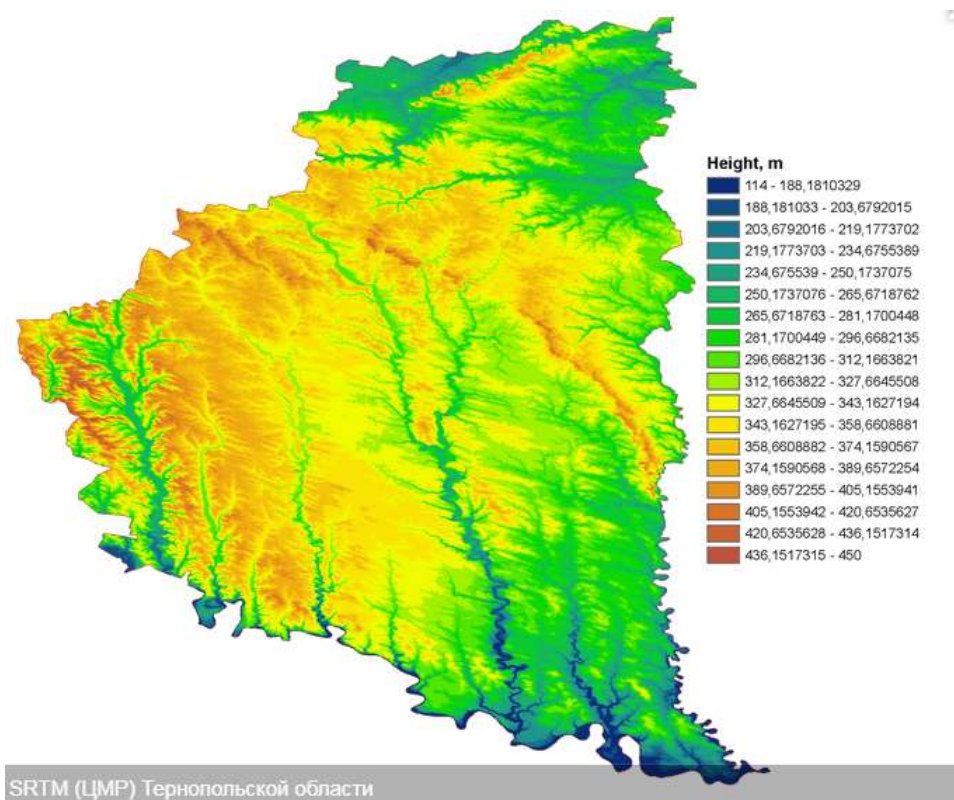 Height, m
114 - 188,1810329
188,181033 - 203,6792015
203,6792016 - 219,1773702
219,1773703 - 234,6755389
234,675539 - 250,1737075
250,1737076 - 265,6718762
265,6718763 - 281,1700448
281,1700449 - 296,6682135
296,6682136 - 312,1663821
312,1663822 - 327,6645508
327,6645509 - 343,1627194
343,1627195 - 358,6608881
358,6608882 - 374,1590567
374,1590568 - 389,6572254
389,6572255 - 405,1553941
405,1553942 - 420,6535627
420,6535628 - 436,1517314
436,1517315 - 450
SRTM (ЦМР) Тернопольской области